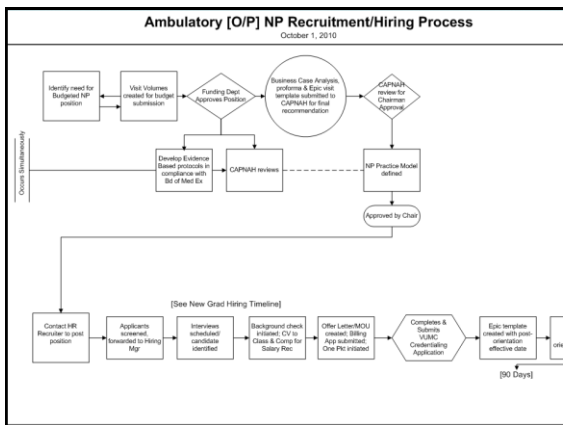 Ambulatory [O/P] NP Recruitment/Hiring Process
October 1, 2010
Identify need for
Budgeted NP
position
Visit Volumes
created for budget
submission
Funding Dept
Approves Position
Business Case Analysis,
proforma & Epic visit
template submitted to
CAPNAH for final
recommendation
CAPNAH
review for
Chairman
Approval
Occurs Simultaneously
Develop Evidence
Based protocols in
compliance with
Bd of Med Ex
CAPNAH reviews
NP Practice Model
defined
Approved by Chair
[See New Grad Hiring Timeline]
Contact HR
Recruiter to post
position
Applicants
screened,
forwarded to Hiring
Mgr
Interviews
scheduled/
candidate
identified
Background check
initiated; CV to
Class & Comp for
Salary Rec
Offer Letter/MOU
created; Billing
App submitted;
One Pkt initiated
Completes &
Submits
VUMC
Credentialing
Application
Epic template
created with post-
orientation
effective date
orie
[90 Days]